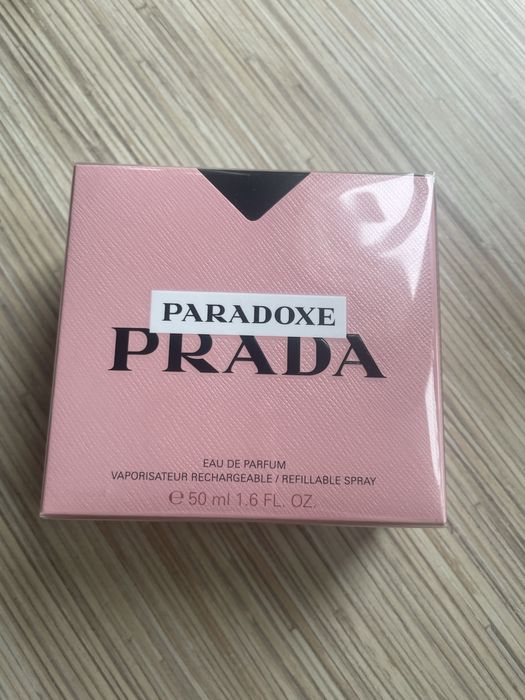 PARADOXE
PRADA
EAU DE PARFUM
VAPORISATEUR RECHARGEABLE / REFILLABLE SPRAY
℮ 50 ml 1.6 FL. OZ.